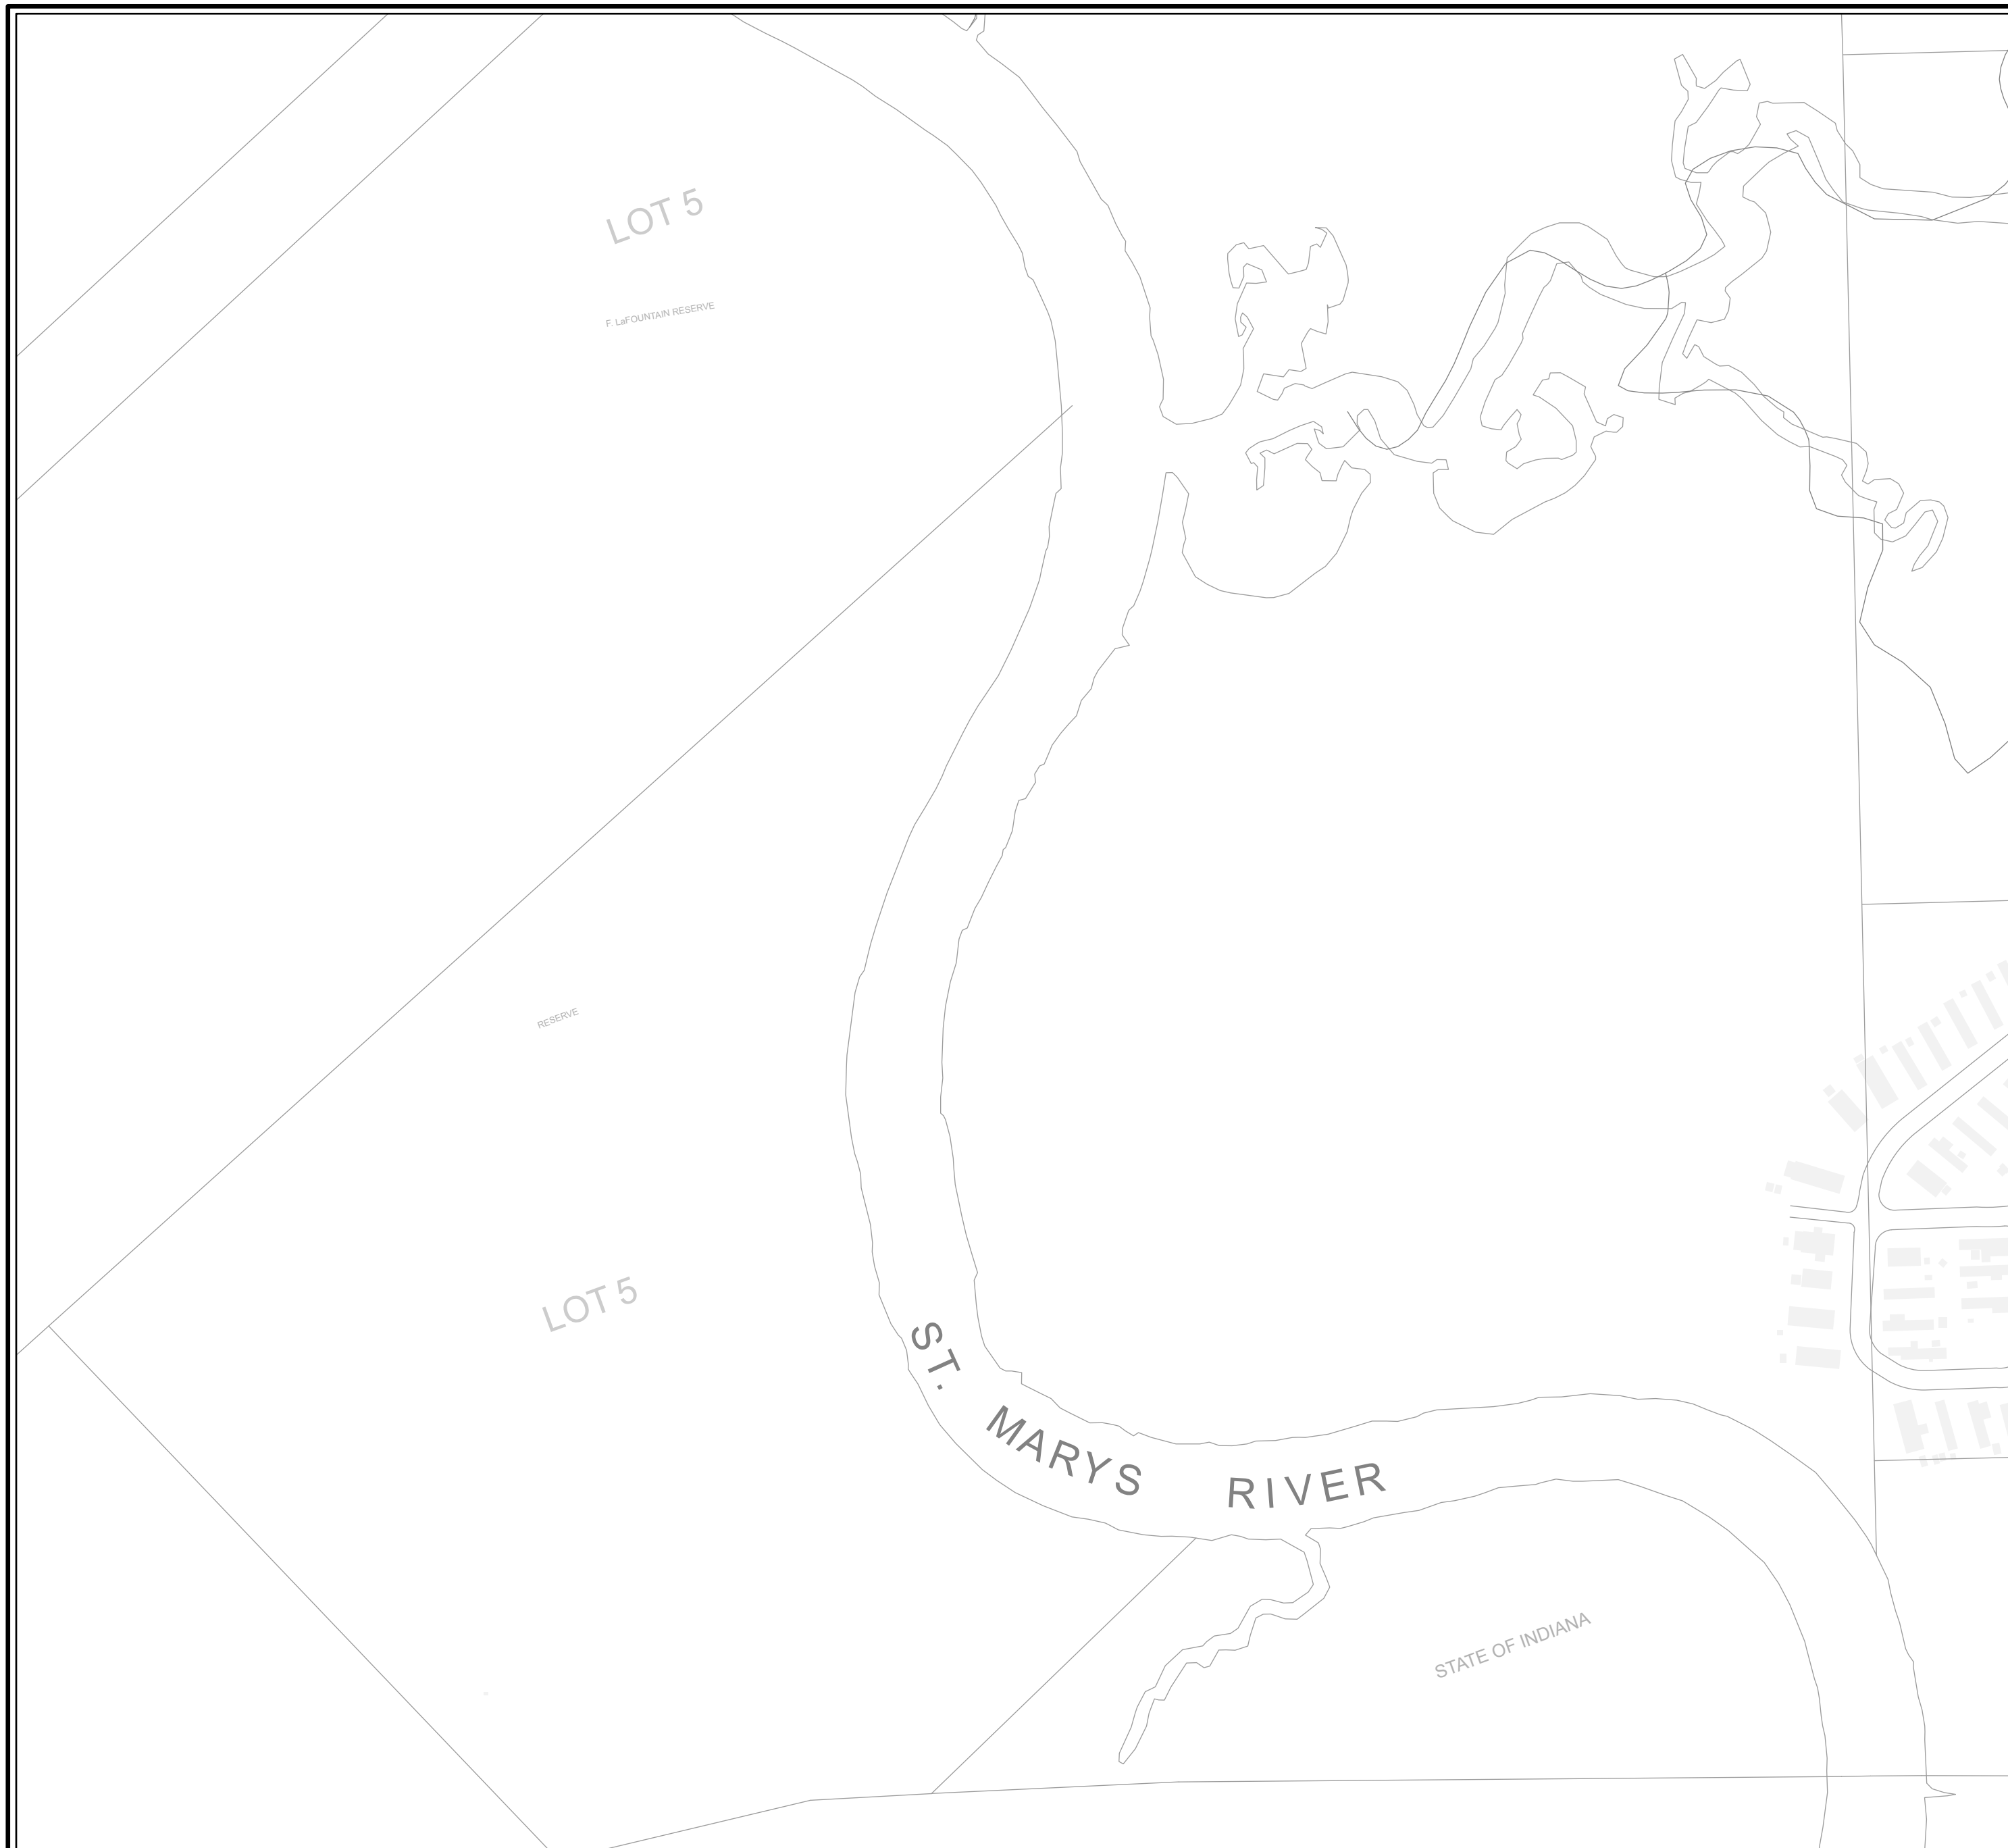 LOT 5
F. LaFOUNTAIN RESERVE
RESERVE
LOT 5
ST. MARYS RIVER
STATE OF INDIANA